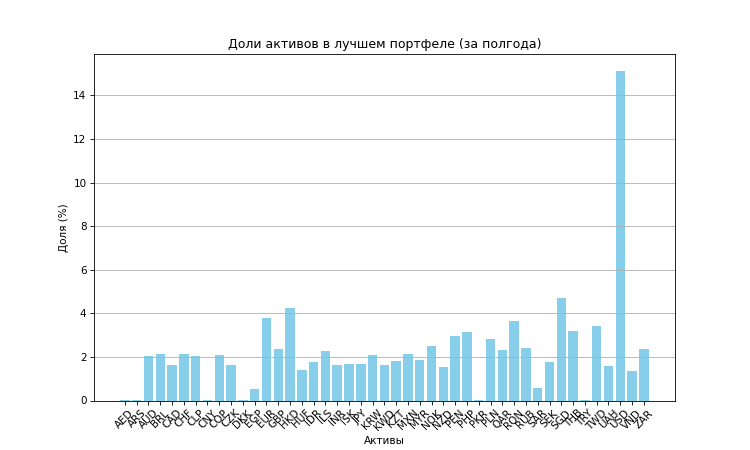 Доли активов в лучшем портфеле (за полгода)
Доля (%)
14
12
10
8
6
4
2
0
AED
ARS
AUD
BRL
CAD
CHF
CLP
CNY
COP
CZK
DKK
EGP
EUR
GBP
HKD
HUF
IDR
ILS
INR
ISK
JPY
KRW
KWD
KZT
MXN
MYR
NOK
NZD
PEN
PHP
PKR
PLN
QAR
RON
RUB
SAR
SEK
SGD
THB
TRY
TWD
UAH
USD
VND
ZAR
Активы